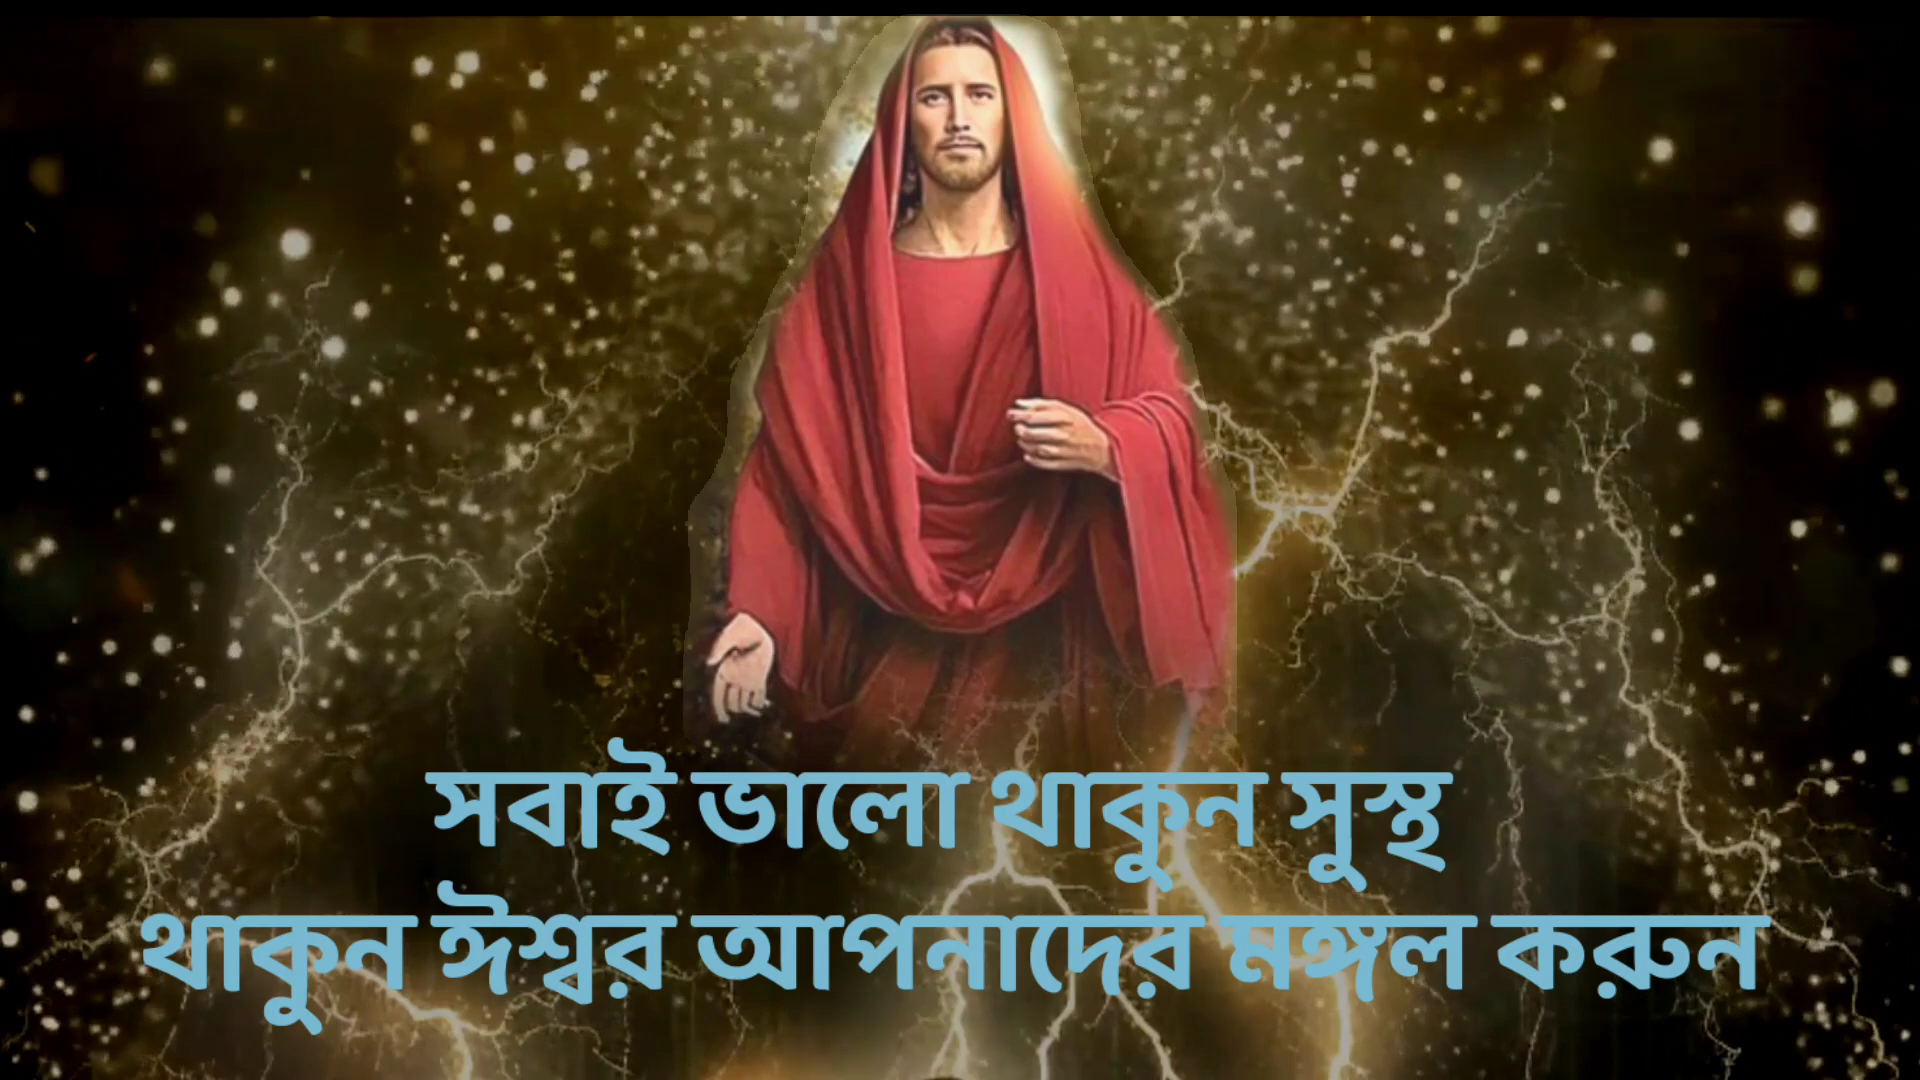 সবাই ভালো থাকুন সুস্থ
থাকুন ঈশ্বর আপনাদের মঙ্গল করুন